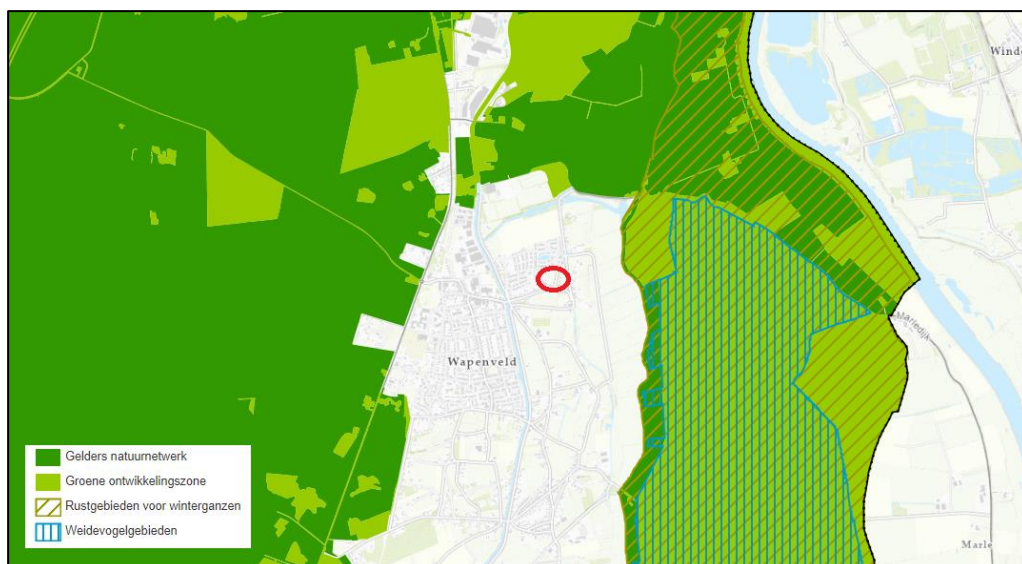 Winde
Wapenveld
Marledijk
Marle
Gelders natuurnetwerk
Groene ontwikkelingszone
Rustgebieden voor winterganzen
Weidevogelgebieden